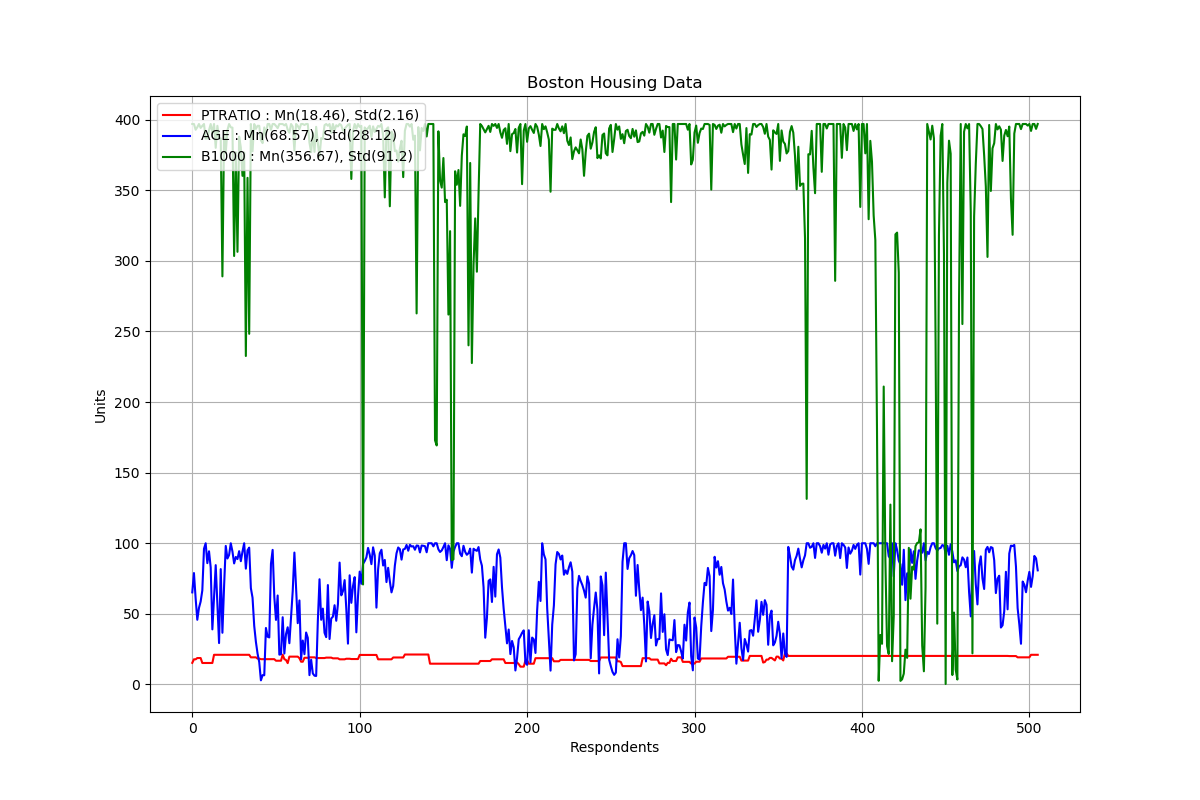 Boston Housing Data
PTRATIO : Mn(18.46), Std(2.16)
AGE : Mn(68.57), Std(28.12)
B1000 : Mn(356.67), Std(91.2)
400
350
300
250
200
150
100
50
0
Units
0 100 200 300 400 500
Respondents